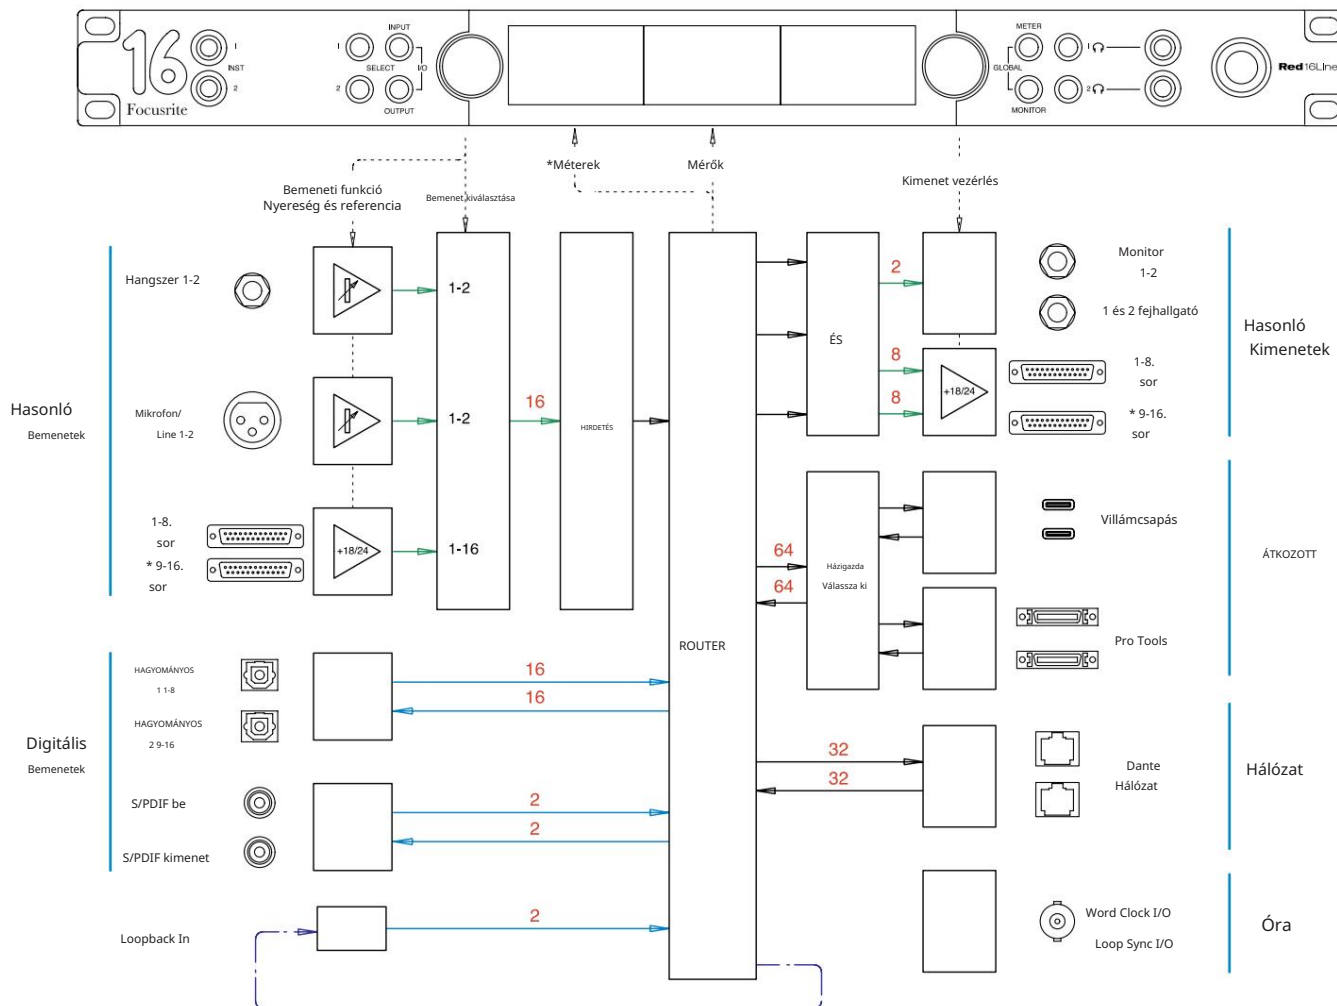 16
Focusrite
1
INST
2
1
INPUT
SELECT
I/O
2
OUTPUT
METER
1
GLOBAL
2
MONITOR
Red16Line
*Méterek
Mérők
Bemeneti funkció
Nyereség és referencia
Bemenet kiválasztása
Kimenet vezérlés
Hasonló
Bemenetek
Hangszer 1-2
Mikrofon/
Line 1-2
1-8.
sor
* 9-16.
sor
+18/24
1-2
1-2
1-16
16
HIRDETÉS
ROUTER
ÉS
2
8
8
+18/24
Monitor
1-2
1 és 2 fejhallgató
1-8.
sor
* 9-16.
sor
Hasonló
Kimenetek
64
64
Házigazda
Válassza ki
Villámcsapás
Pro Tools
ÁTKOZOTT
Digitális
Bemenetek
HAGYOMÁNYOS
1 1-8
HAGYOMÁNYOS
2 9-16
S/PDIF be
S/PDIF kimenet
16
16
2
2
32
32
Dante
Hálózat
Hálózat
Loopback In
2
Word Clock I/O
Loop Sync I/O
Óra